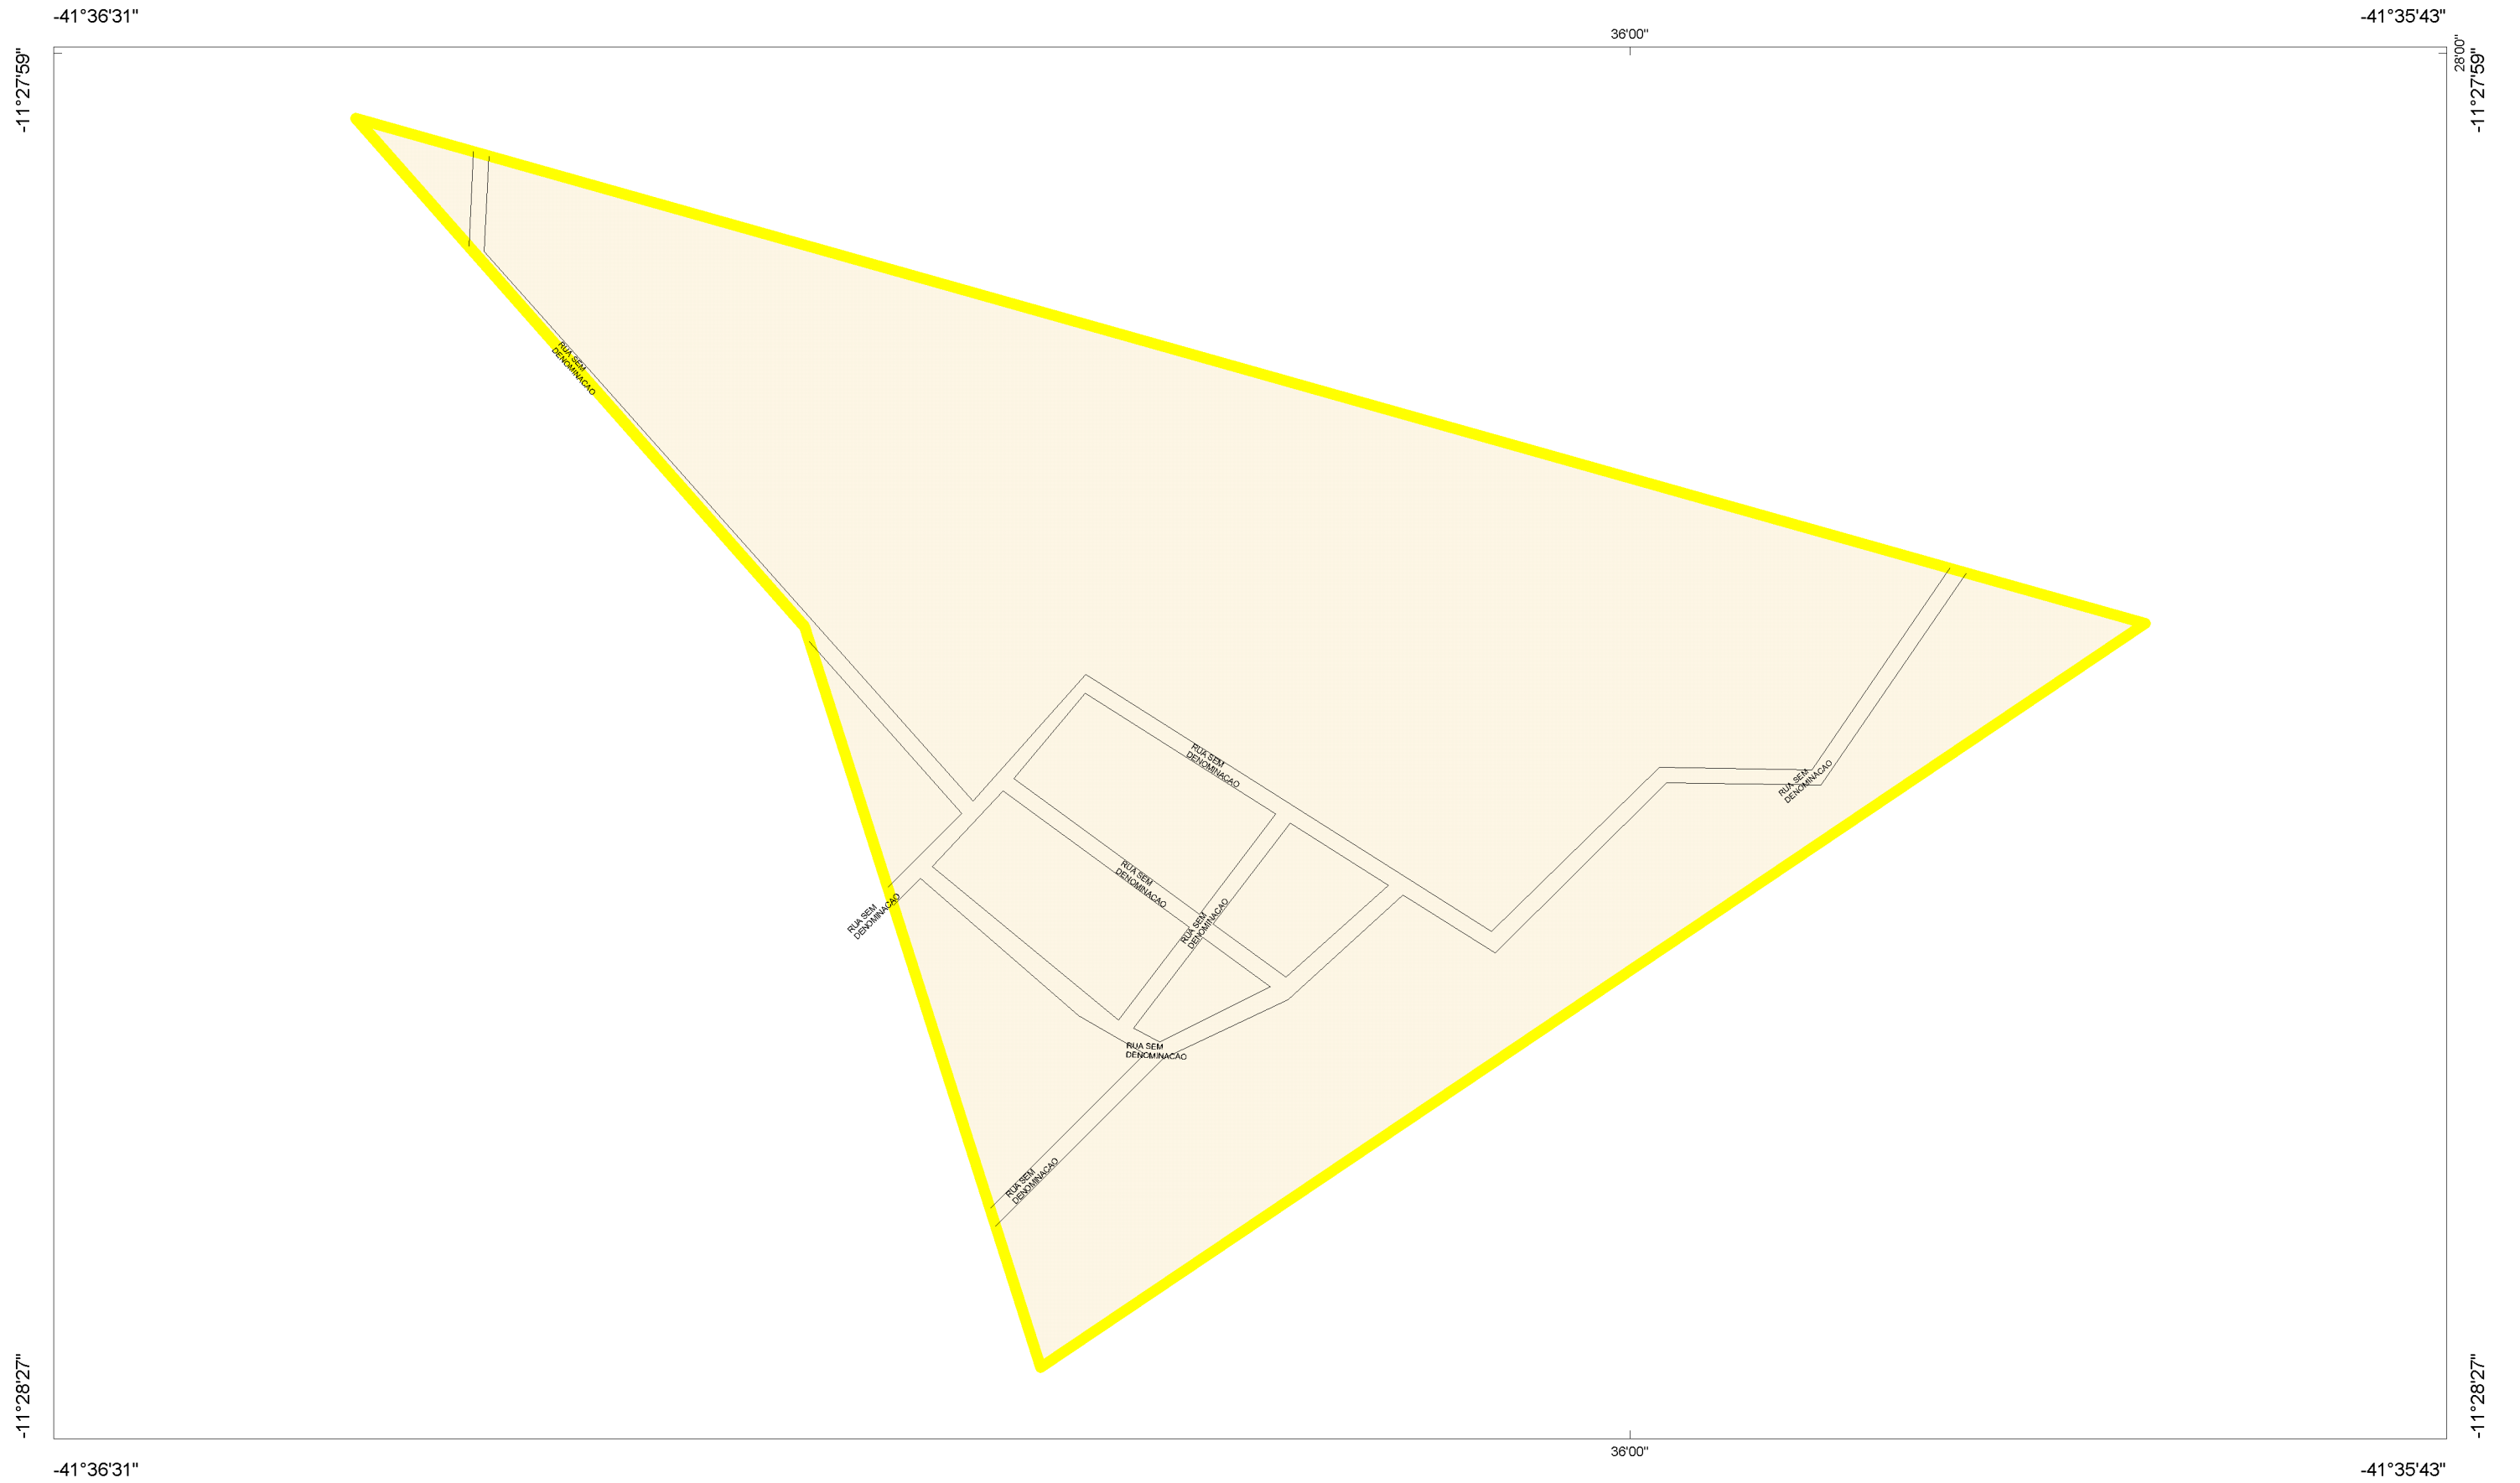 -41°36'31"
-41°35'43"
36'00"
28'00"
-11°27'59"
-11°27'59"
RUA SEM
DENOMINACAO
RUA SEM
DENOMINACAO
RUA SEM
DENOMINACAO
RUA SEM
DENOMINACAO
RUA SEM
DENOMINACAO
RUA SEM
DENOMINACAO
RUA SEM
DENOMINACAO
RUA SEM
DENOMINACAO
-11°28'27"
-11°28'27"
36'00"
-41°36'31"
-41°35'43"